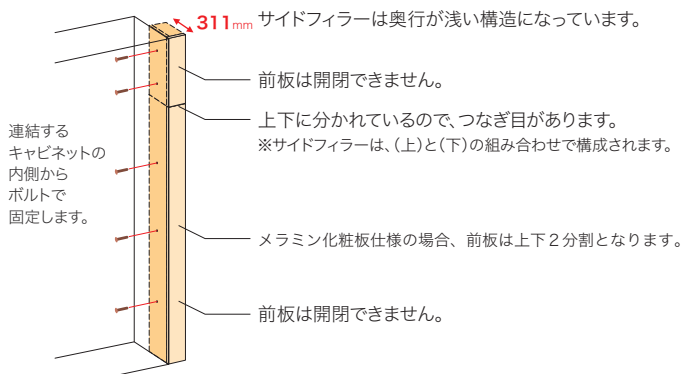 311mm サイドフィラーは奥行が浅い構造になっています。
前板は開閉できません。
上下に分かれているので、つなぎ目があります。
※サイドフィラーは、(上)と(下)の組み合わせで構成されます。
連結する
キャビネットの
内側から
ボルトで
固定します。
メラミン化粧板仕様の場合、前板は上下2分割となります。
前板は開閉できません。